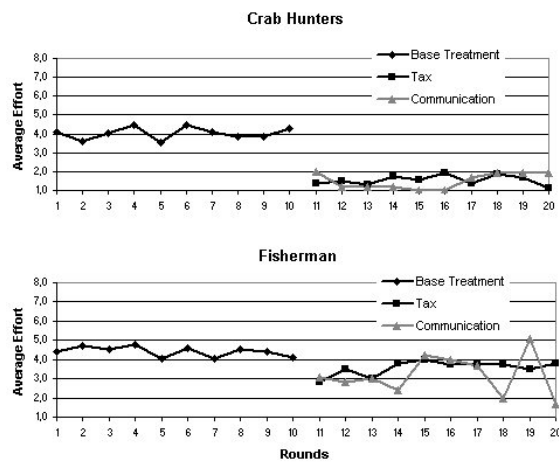 Crab Hunters
Average Effort
8,0
7,0
6,0
5,0
4,0
3,0
2,0
1,0
Base Treatment
Tax
Communication
1 2 3 4 5 6 7 8 9 10 11 12 13 14 15 16 17 18 19 20
Fisherman
Average Effort
8,0
7,0
6,0
5,0
4,0
3,0
2,0
1,0
Base Treatment
Tax
Communication
1 2 3 4 5 6 7 8 9 10 11 12 13 14 15 16 17 18 19 20
Rounds